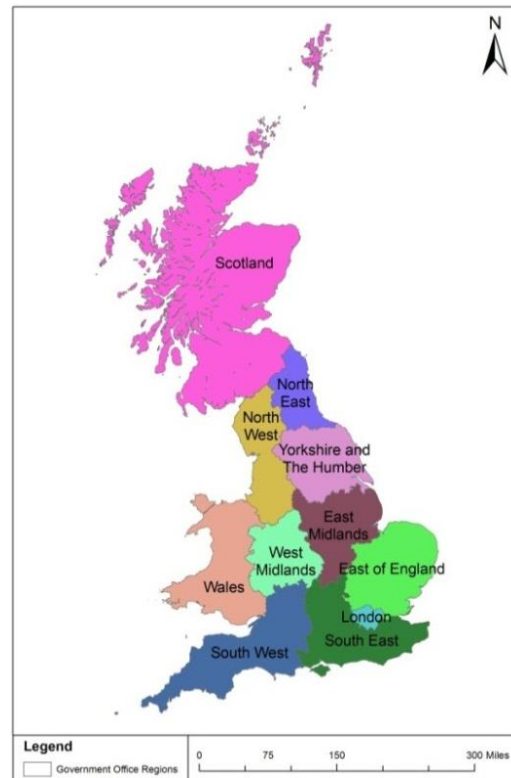 N
Scotland
North
East
North
West
Yorkshire and
The Humber
East
Midlands
West
Midlands
East of England
Wales
London
South East
South West
Legend
Government Office Regions
0 75 150 300 Miles